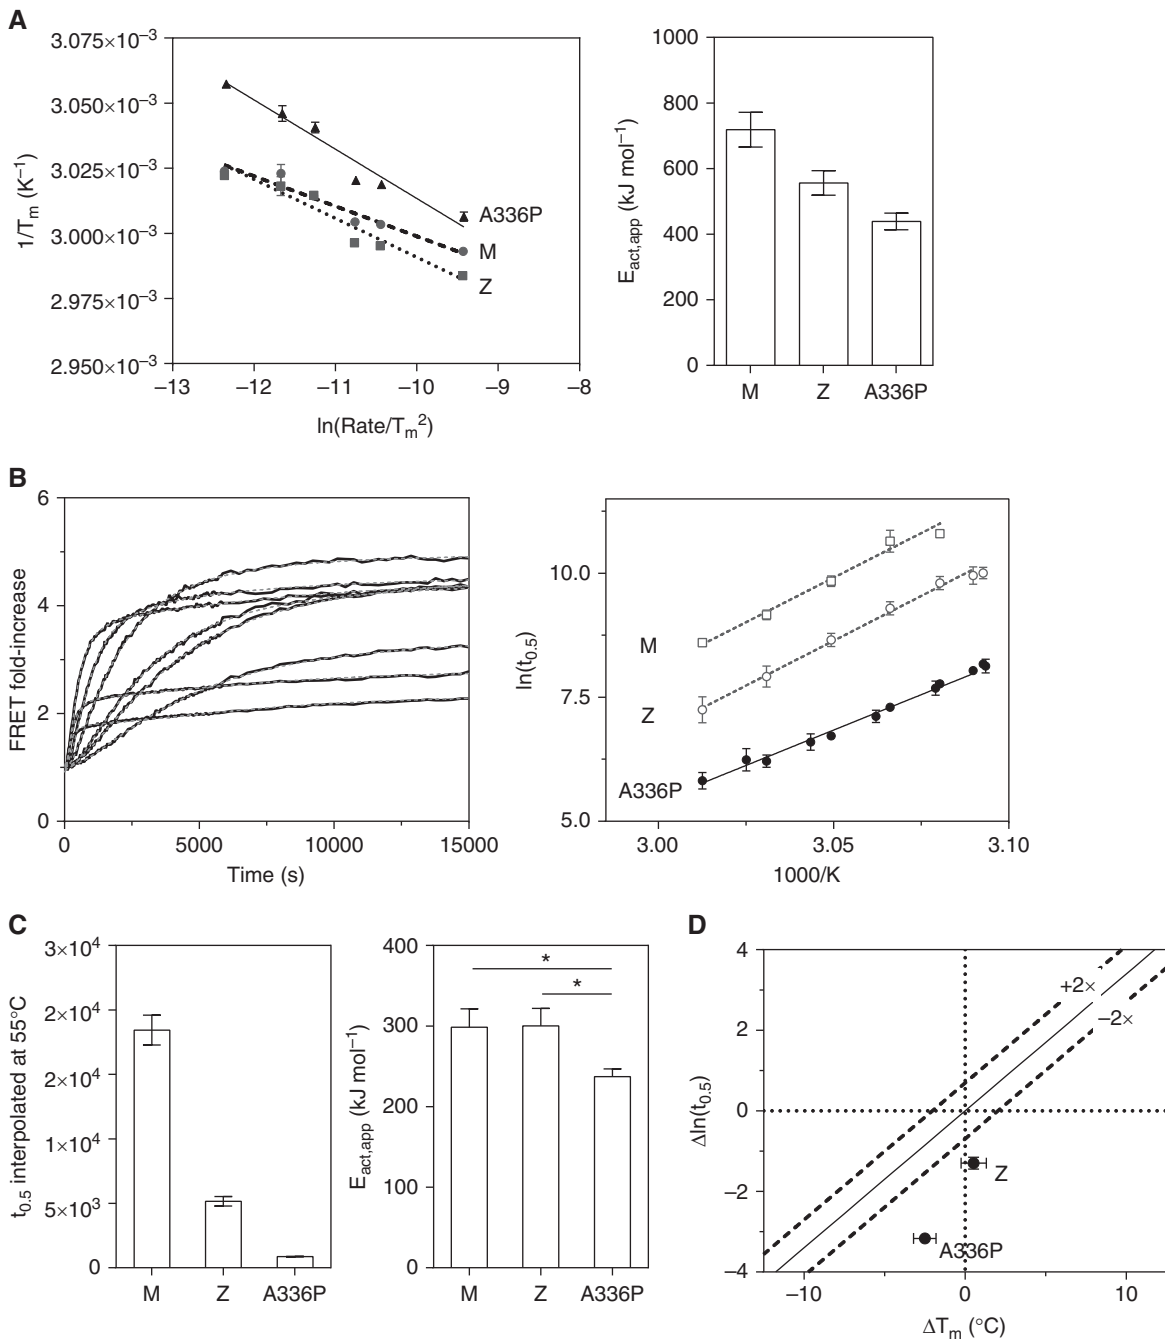 A
3.075×10⁻³
3.050×10⁻³
3.025×10⁻³
3.000×10⁻³
2.975×10⁻³
2.950×10⁻³
1/Tₘ (K⁻¹)
A336P
M
Z
−13 −12 −11 −10 −9 −8
ln(Rate/Tₘ²)
1000
800
600
400
200
0
E_act,app (kJ mol⁻¹)
M Z A336P
B
6
4
2
0
FRET fold-increase
0 5000 10000 15000
Time (s)
10.0
7.5
5.0
ln(t₀.₅)
M
Z
A336P
3.00 3.05 3.10
1000/K
C
3×10⁴
2×10⁴
2×10⁴
1×10⁴
5×10³
0
t₀.₅ interpolated at 55°C
M Z A336P
400
300
200
100
0
E_act,app (kJ mol⁻¹)
*
*
M Z A336P
D
4
2
0
−2
−4
Δln(t₀.₅)
+2×
−2×
Z
A336P
−10 0 10
ΔTₘ (°C)